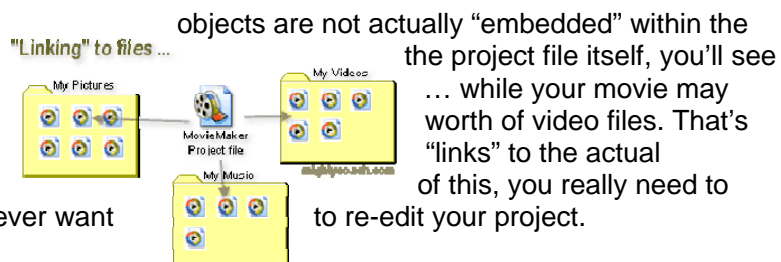 objects are not actually “embedded” within the
"Linking" to files ...
the project file itself, you’ll see
My Pictures
My Videos
… while your movie may
worth of video files. That’s
MovieMaker
Project file
“links” to the actual
mightycoach.com
My Music
of this, you really need to
ever want to re-edit your project.